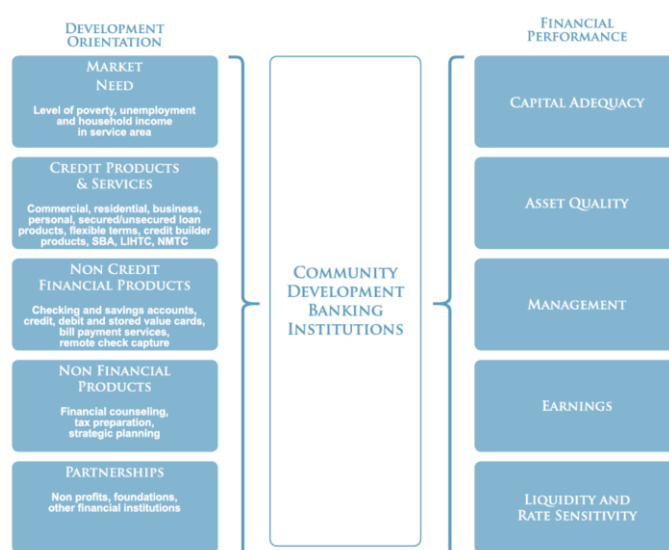 DEVELOPMENT
ORIENTATION
MARKET
NEED
Level of poverty, unemployment
and household income
in service area
CREDIT PRODUCTS
& SERVICES
Commercial, residential, business,
personal, secured/unsecured loan
products, flexible terms, credit builder
products, SBA, LIHTC, NMTC
NON CREDIT
FINANCIAL PRODUCTS
Checking and savings accounts,
credit, debit and stored value cards,
bill payment services,
remote check capture
NON FINANCIAL
PRODUCTS
Financial counseling,
tax preparation,
strategic planning
PARTNERSHIPS
Non profits, foundations,
other financial institutions
COMMUNITY
DEVELOPMENT
BANKING
INSTITUTIONS
FINANCIAL
PERFORMANCE
CAPITAL ADEQUACY
ASSET QUALITY
MANAGEMENT
EARNINGS
LIQUIDITY AND
RATE SENSITIVITY